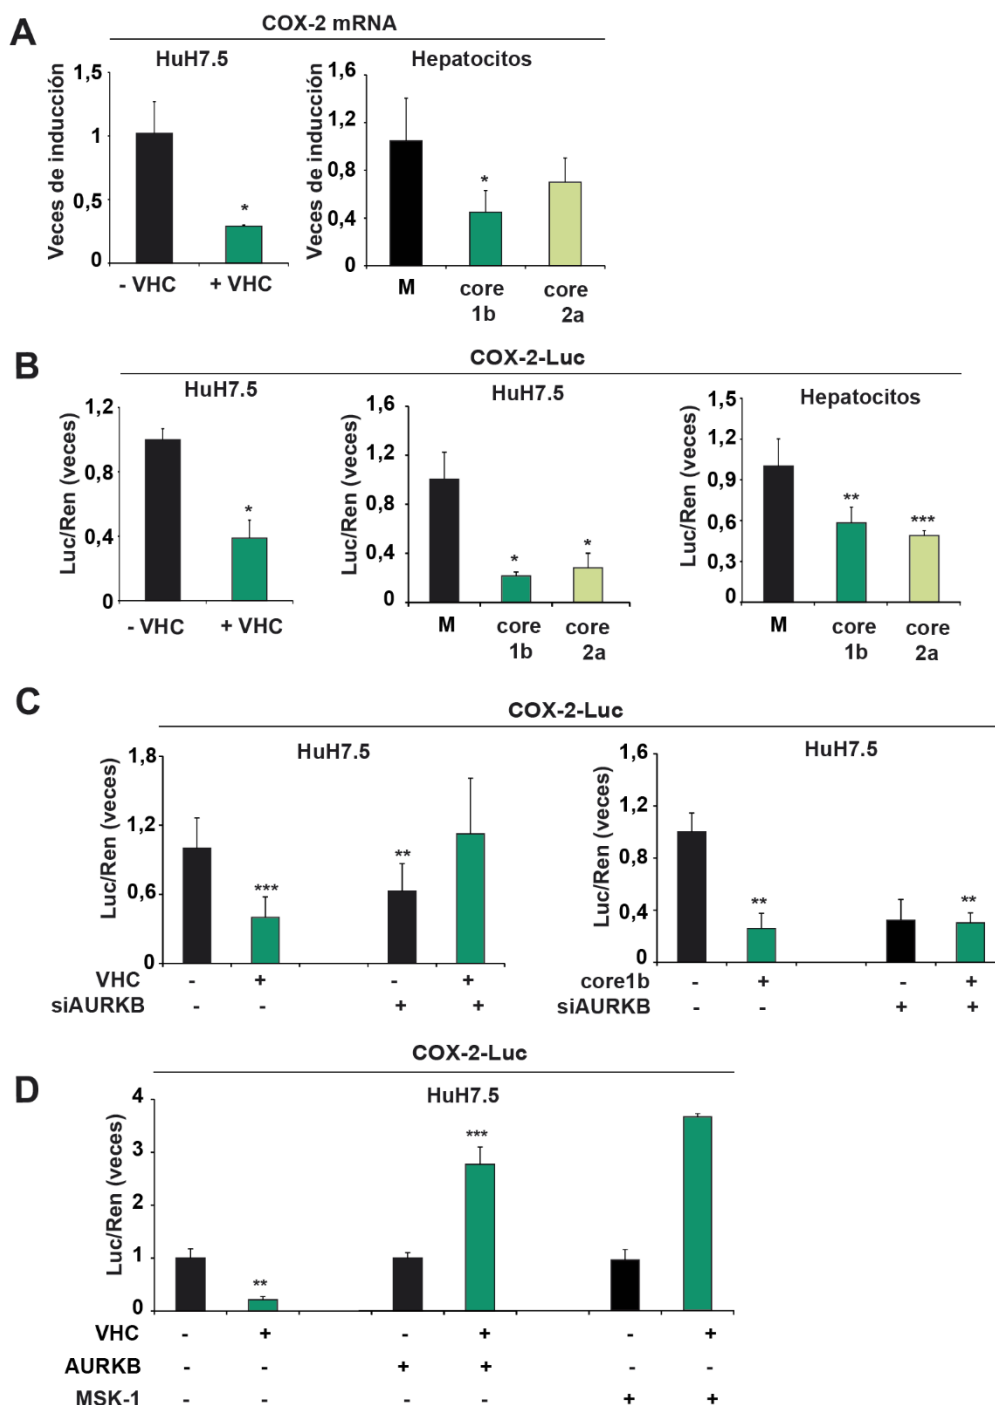 A
COX-2 mRNA
HuH7.5
Hepatocitos
Veces de inducción
1,5
1
0,5
0
- VHC
+ VHC
*
Veces de inducción
1,6
1,2
0,8
0,4
0
*
M
core 1b
core 2a
B
COX-2-Luc
HuH7.5
HuH7.5
Hepatocitos
Luc/Ren (veces)
1,2
0,8
0,4
0
*
- VHC
+ VHC
Luc/Ren (veces)
1,6
1,2
0,8
0,4
0
*
*
M
core 1b
core 2a
Luc/Ren (veces)
1,5
1,2
0,9
0,6
0,3
0
**
***
M
core 1b
core 2a
C
COX-2-Luc
HuH7.5
HuH7.5
Luc/Ren (veces)
1,8
1,2
0,6
0
***
**
VHC - + - +
siAURKB - - + +
Luc/Ren (veces)
1,6
1,2
0,8
0,4
0
**
**
core1b - + - +
siAURKB - - + +
COX-2-Luc
D
HuH7.5
Luc/Ren (veces)
4
3
2
1
0
**
***
VHC - + - + - +
AURKB - - + + - -
MSK-1 - - - - + +